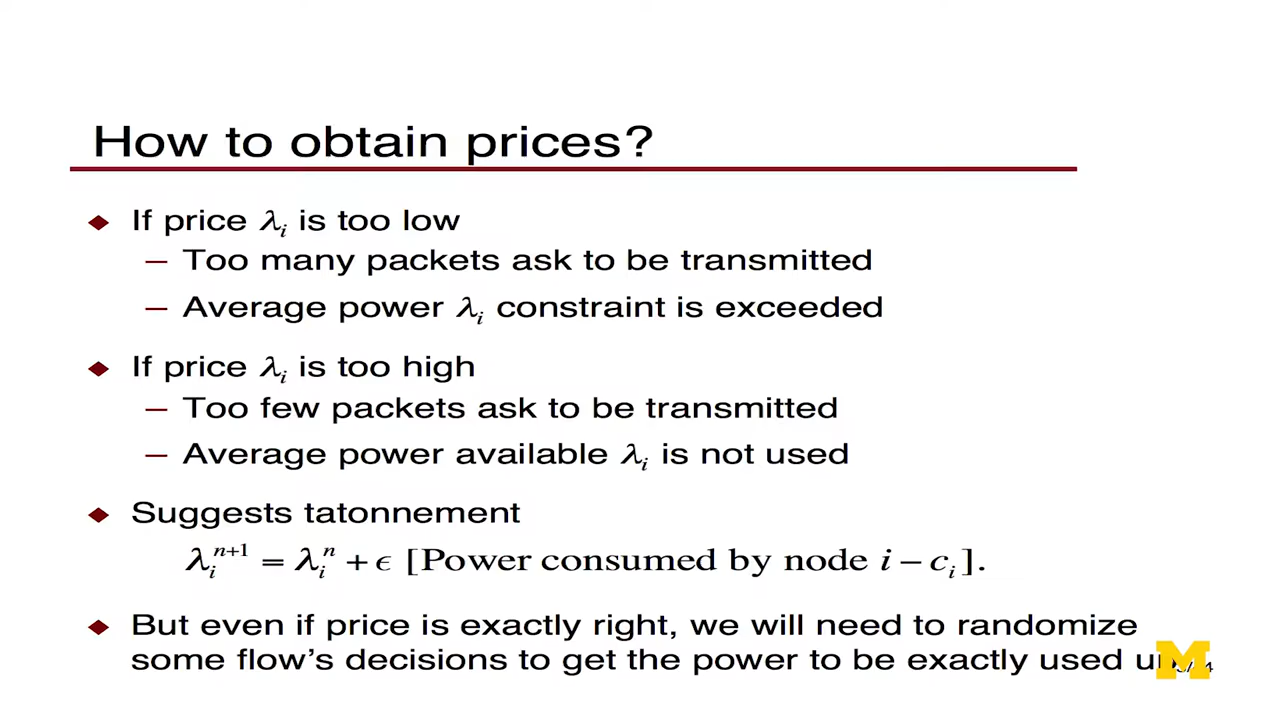 How to obtain prices?
◆ If price λᵢ is too low
– Too many packets ask to be transmitted
– Average power λᵢ constraint is exceeded
◆ If price λᵢ is too high
– Too few packets ask to be transmitted
– Average power available λᵢ is not used
◆ Suggests tatonnement
λᵢⁿ⁺¹ = λᵢⁿ + ϵ [Power consumed by node i − cᵢ].
◆ But even if price is exactly right, we will need to randomize
some flow's decisions to get the power to be exactly used
M